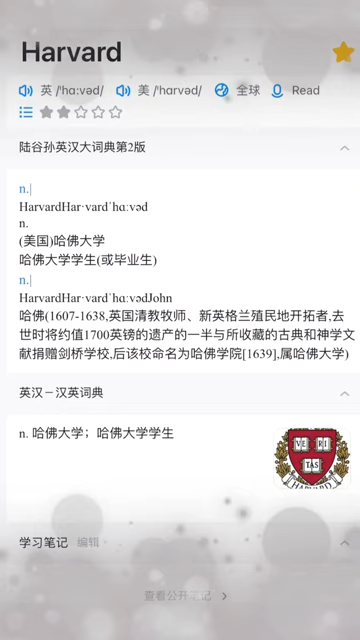 Harvard
英 /'hɑːvəd/ 美 /'hɑrvəd/ 全球 Read
陆谷孙英汉大词典第2版
n.|
HarvardHar·vardˈhɑːvəd
n.
(美国)哈佛大学
哈佛大学学生(或毕业生)
n.|
HarvardHar·vardˈhɑːvədJohn
哈佛(1607-1638,英国清教牧师、新英格兰殖民地开拓者,去
世时将约值1700英镑的遗产的一半与所收藏的古典和神学文
献捐赠剑桥学校,后该校命名为哈佛学院[1639],属哈佛大学)
英汉－汉英词典
n. 哈佛大学；哈佛大学学生
VE RI
TAS
HARVARD
学习笔记 编辑
查看公开笔记